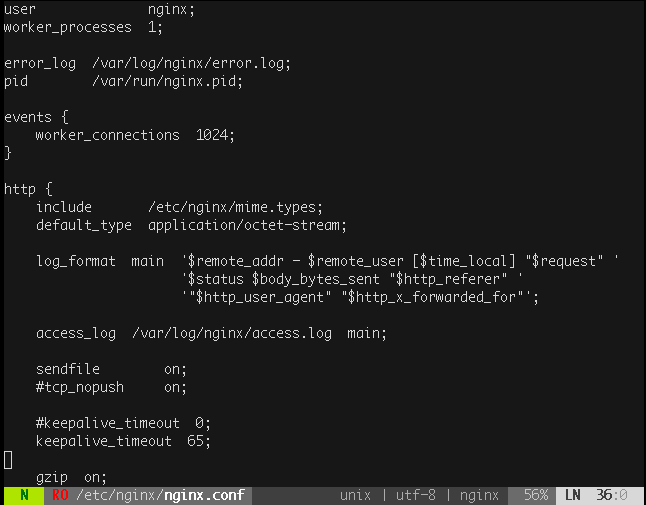 user              nginx;
worker_processes  1;
error_log  /var/log/nginx/error.log;
pid        /var/run/nginx.pid;
events {
    worker_connections  1024;
}
http {
    include       /etc/nginx/mime.types;
    default_type  application/octet-stream;
    log_format  main  '$remote_addr - $remote_user [$time_local] "$request" '
                      '$status $body_bytes_sent "$http_referer" '
                      '"$http_user_agent" "$http_x_forwarded_for"';
    access_log  /var/log/nginx/access.log  main;
    sendfile        on;
    #tcp_nopush     on;
    #keepalive_timeout  0;
    keepalive_timeout  65;
    gzip  on;
N  RO /etc/nginx/nginx.conf  unix | utf-8 | nginx  56%  LN  36:0